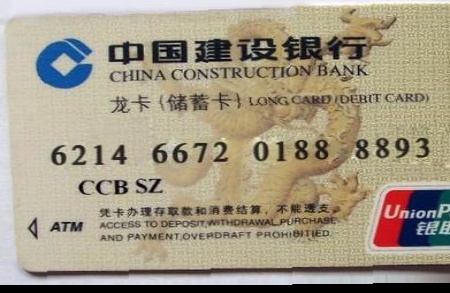 中国建设银行
CHINA CONSTRUCTION BANK
龙卡(储蓄卡) LONG CARD (DEBIT CARD)
6214 6672 0188 8893
CCB SZ
ATM
凭卡办理存取款和消费结算,不能透支.
ACCESS TO DEPOSIT,WITHDRAWAL,PURCHASE
AND PAYMENT,OVERDRAFT PROHIBITIED.
UnionP
银联